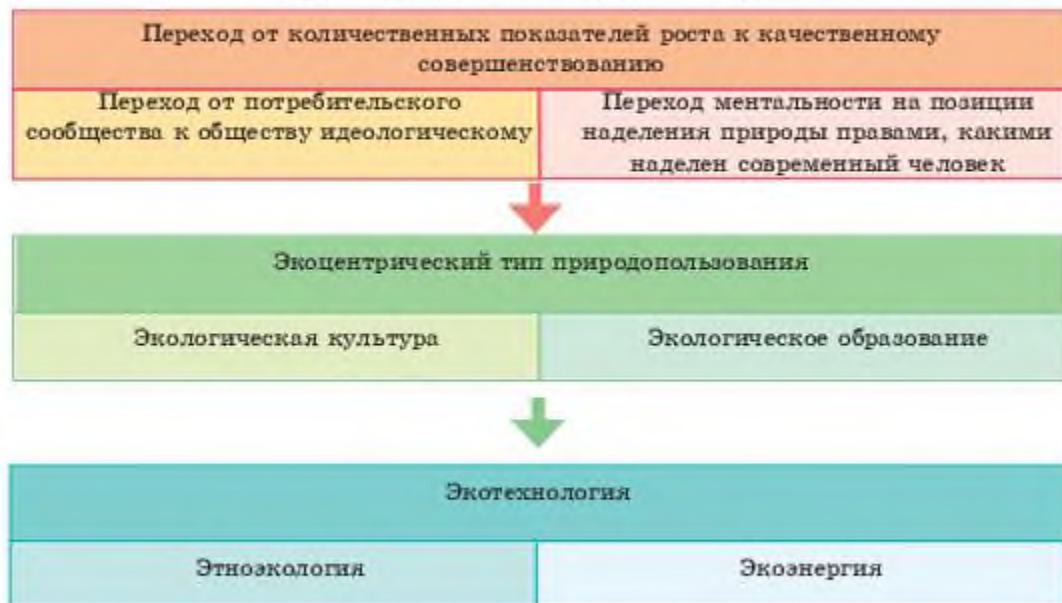 Переход от количественных показателей роста к качественному
совершенствованию
Переход от потребительского
сообщества к обществу идеологическому
Переход ментальности на позиции
наделения природы правами, какими
наделен современный человек
Экоцентрический тип природопользования
Экологическая культура
Экологическое образование
Экотехнология
Этноэкология
Экоэнергия